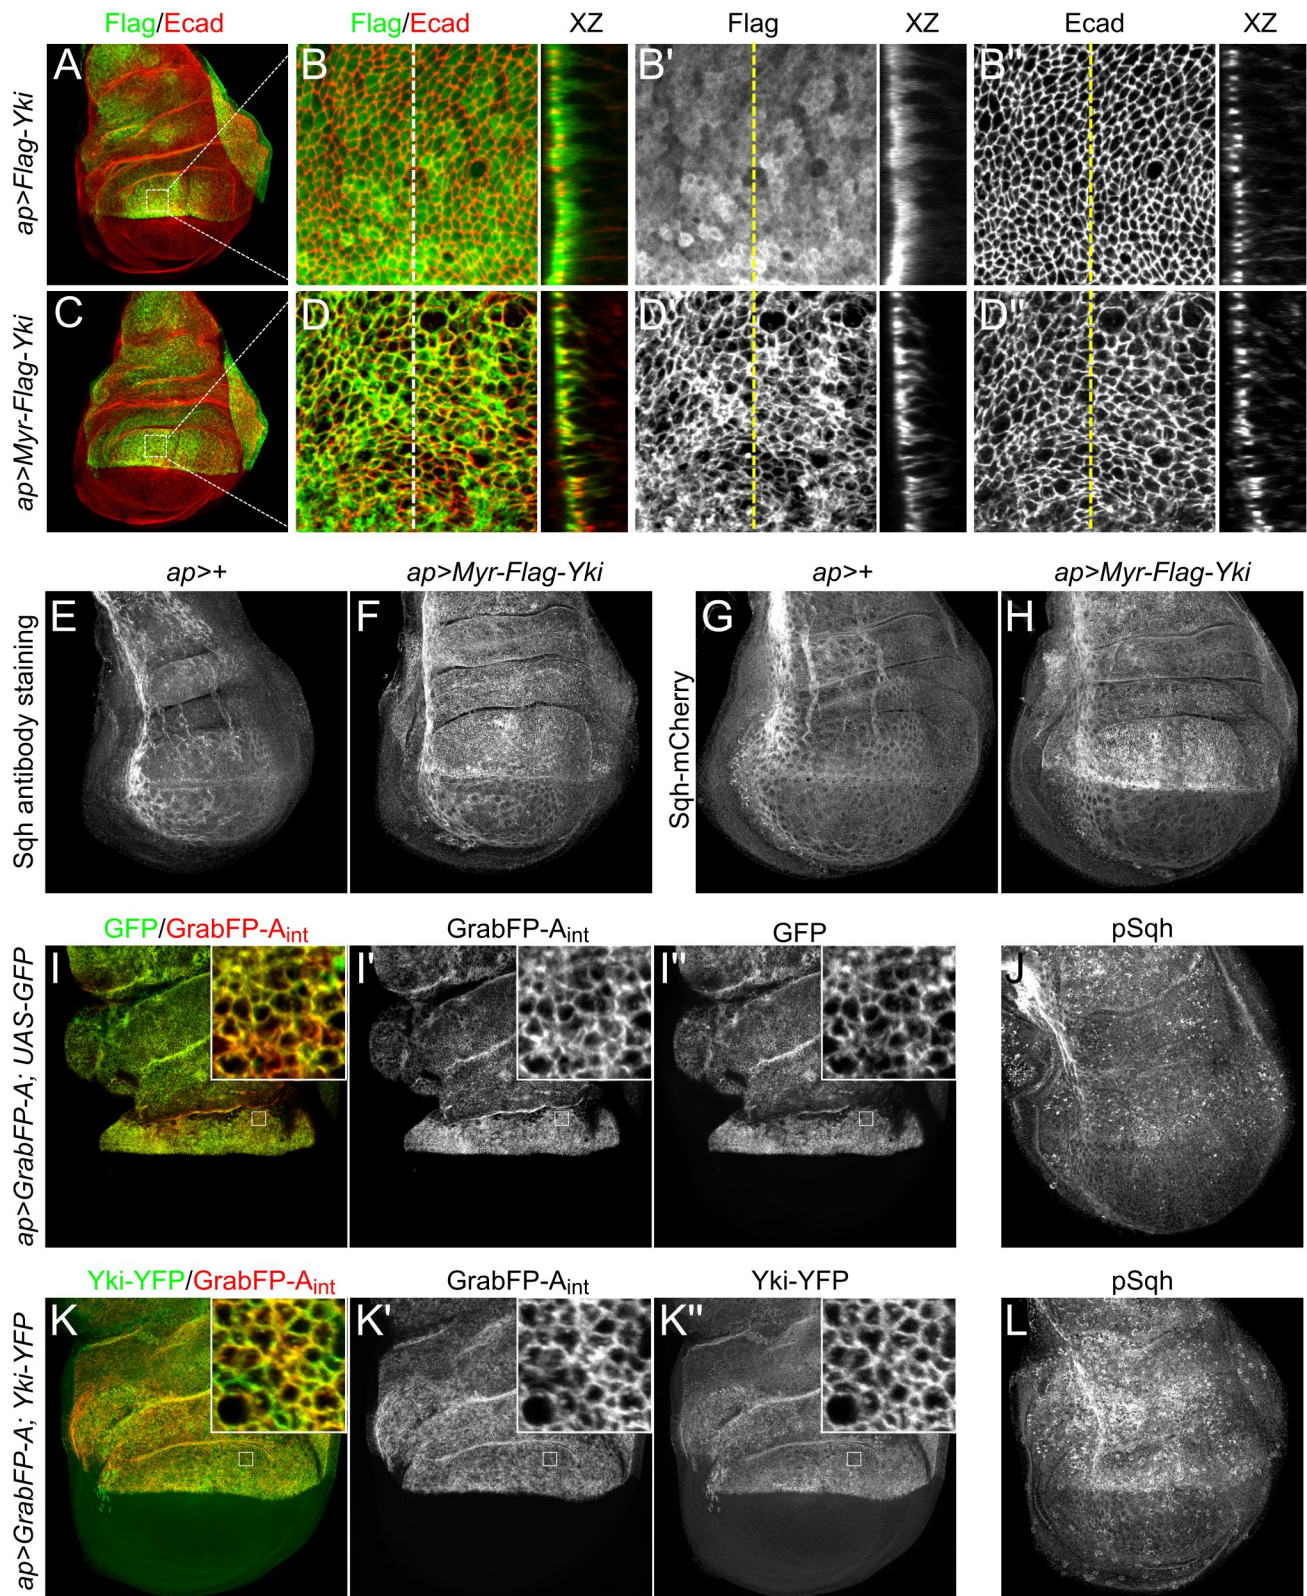 Flag/Ecad Flag/Ecad XZ Flag XZ Ecad XZ
ap>Flag-Yki
A B B' B"
ap>Myr-Flag-Yki
C D D' D"
ap>+ ap>Myr-Flag-Yki ap>+ ap>Myr-Flag-Yki
Sqh antibody staining
E F
Sqh-mCherry
G H
GFP/GrabFP-Aint GrabFP-Aint GFP pSqh
ap>GrabFP-A; UAS-GFP
I I' I" J
Yki-YFP/GrabFP-Aint GrabFP-Aint Yki-YFP pSqh
ap>GrabFP-A; Yki-YFP
K K' K" L